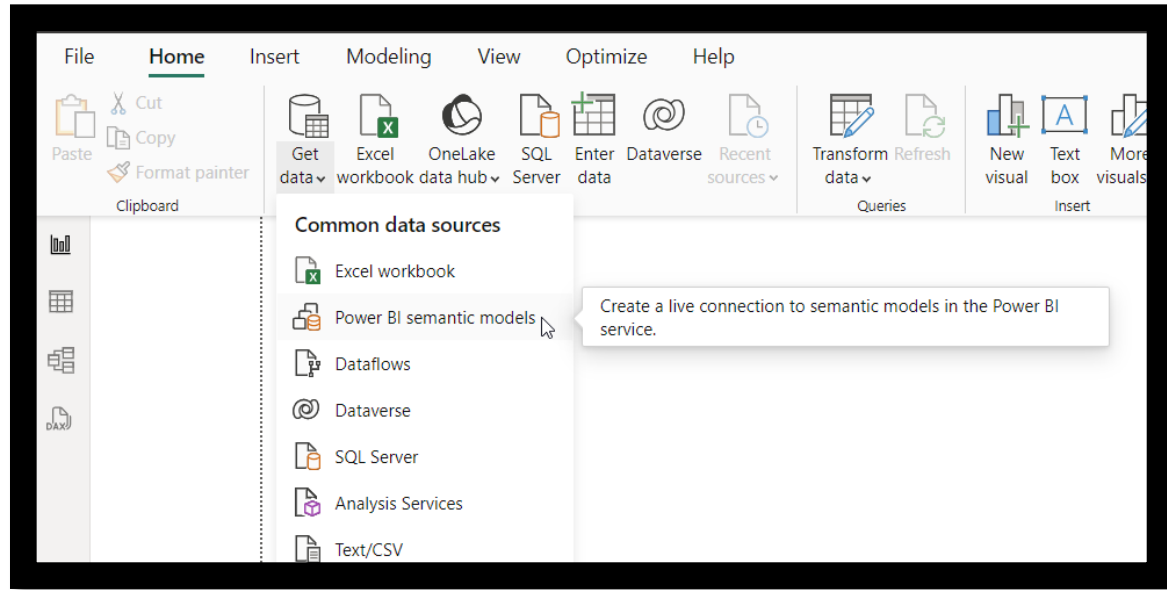 File Home Insert Modeling View Optimize Help
Paste
Cut
Copy
Format painter
Clipboard
Get data
Excel workbook
OneLake data hub
SQL Server
Enter data
Dataverse
Recent sources
Transform data
Refresh
Queries
New visual
Text box
More visuals
Insert
Common data sources
Excel workbook
Power BI semantic models
Create a live connection to semantic models in the Power BI
service.
Dataflows
Dataverse
SQL Server
Analysis Services
Text/CSV
DAX